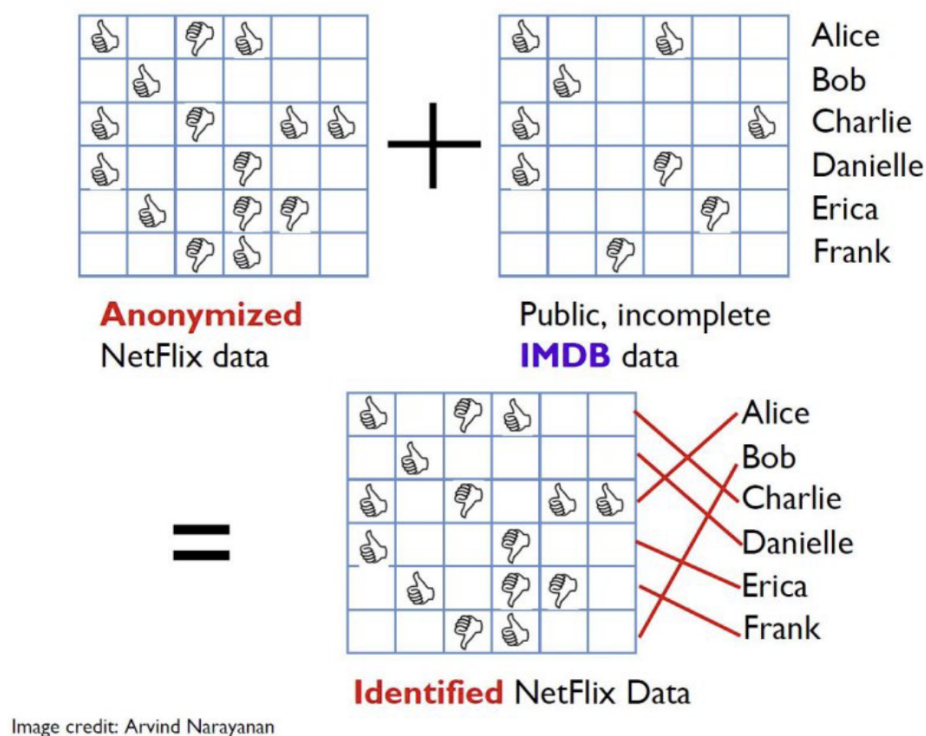 Alice
Bob
Charlie
Danielle
Erica
Frank
Anonymized
NetFlix data
Public, incomplete
IMDB data
Alice
Bob
Charlie
Danielle
Erica
Frank
Identified NetFlix Data
Image credit: Arvind Narayanan